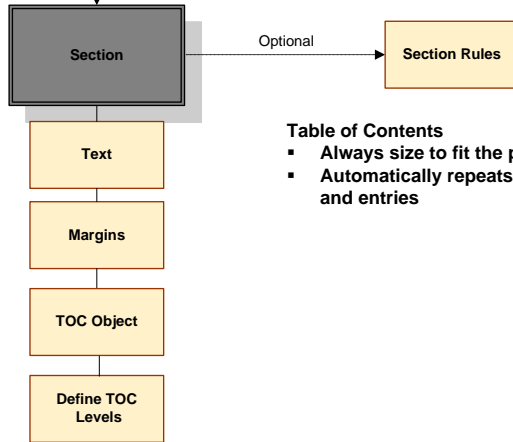 Section
Optional
Section Rules
Text
Table of Contents
▪ Always size to fit the p
▪ Automatically repeats
and entries
Margins
TOC Object
Define TOC
Levels